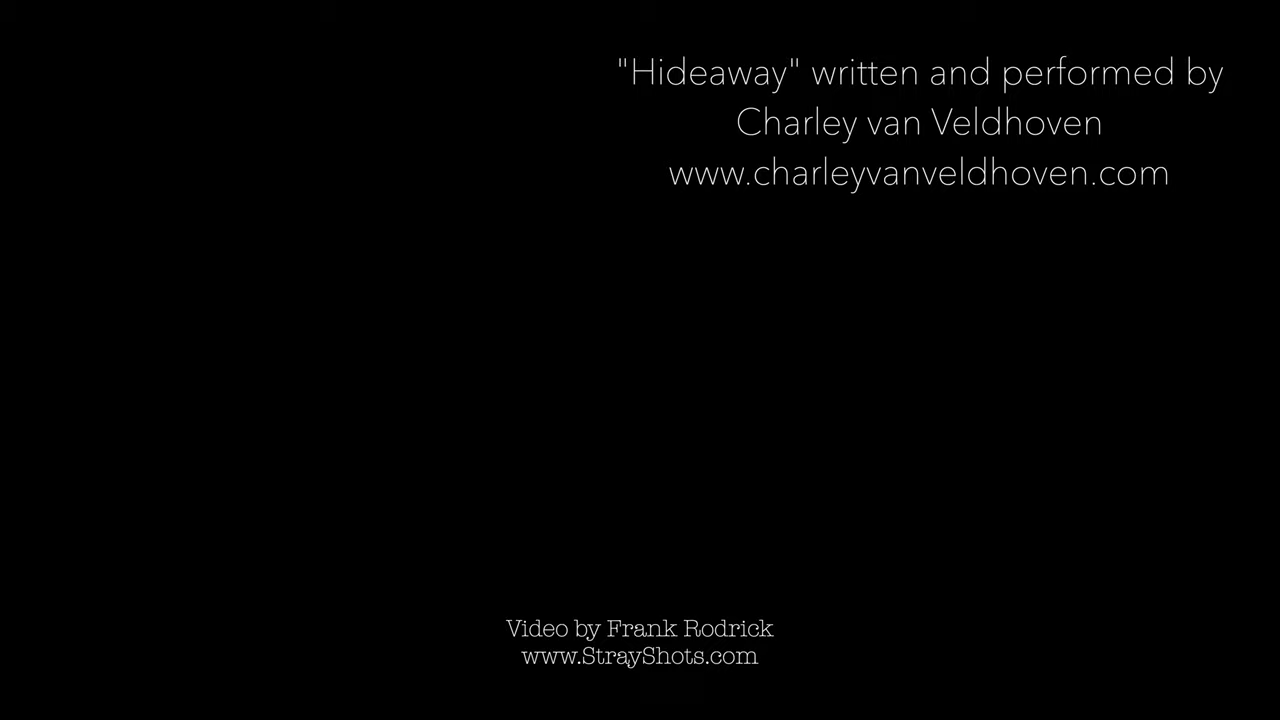 "Hideaway" written and performed by
Charley van Veldhoven
www.charleyvanveldhoven.com
Video by Frank Rodrick
www.StrayShots.com